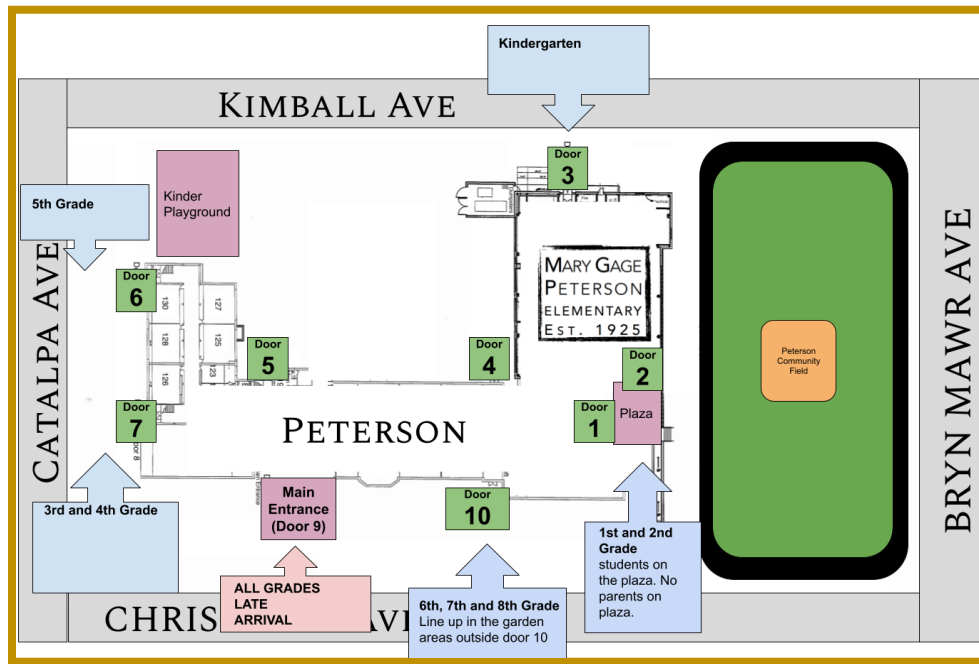 Kindergarten
KIMBALL AVE
Door
3
Kinder
Playground
5th Grade
CATALPA AVE
Door
6
130
127
128
125
126
123
MARY GAGE
PETERSON
ELEMENTARY
EST. 1925
Door
5
Door
4
Door
2
Door
1
Plaza
Peterson
Community
Field
BRYN MAWR AVE
Door
7
Door 8
PETERSON
Main
Entrance
(Door 9)
Entrance
Door
10
3rd and 4th Grade
ALL GRADES
LATE
ARRIVAL
6th, 7th and 8th Grade
Line up in the garden
areas outside door 10
1st and 2nd
Grade
students on
the plaza. No
parents on
plaza.
CHRIS
AVE